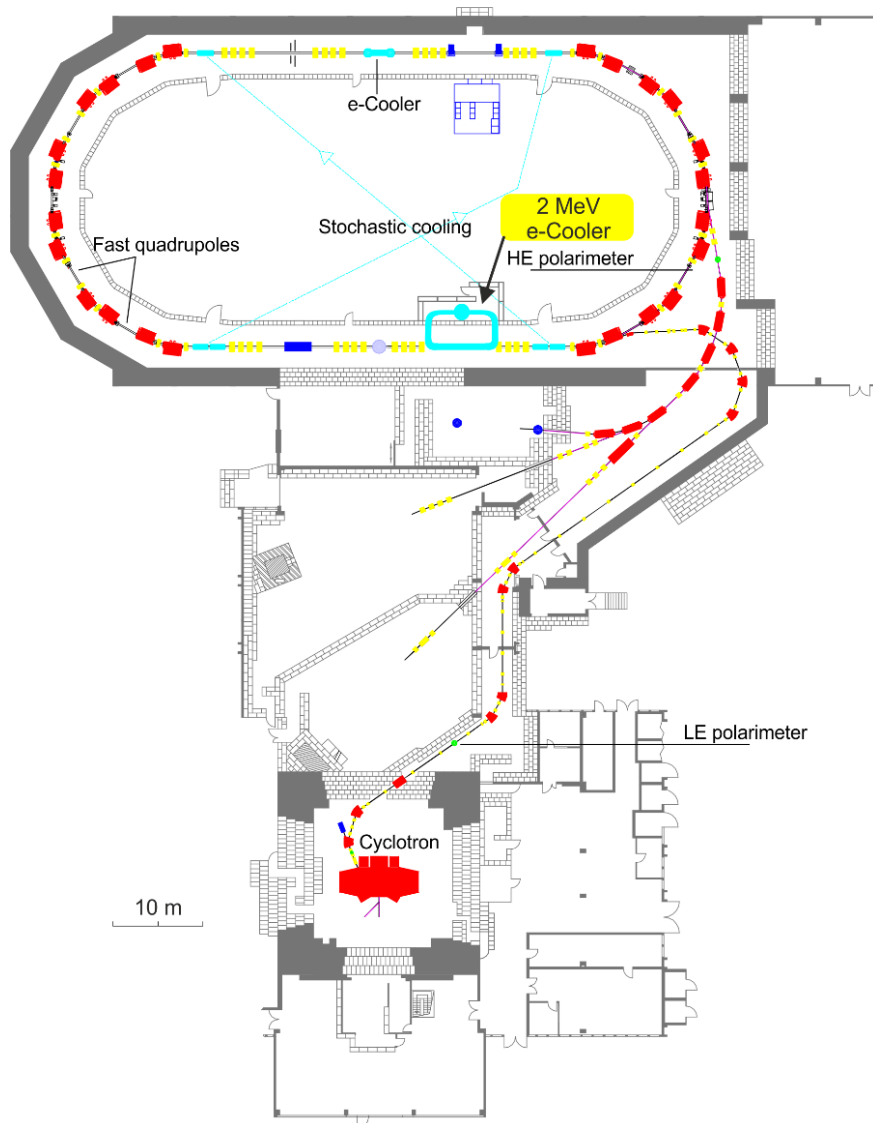 e-Cooler
Stochastic cooling
2 MeV
e-Cooler
Fast quadrupoles
HE polarimeter
LE polarimeter
Cyclotron
10 m